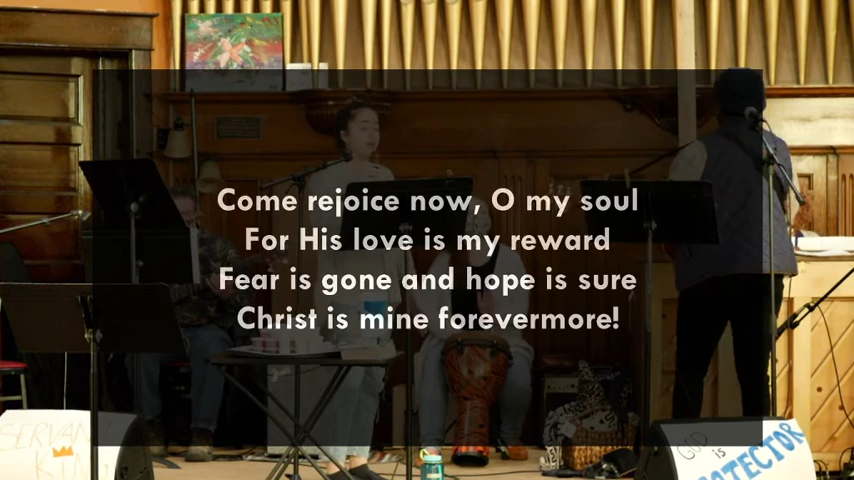 Come rejoice now, O my soul
For His love is my reward
Fear is gone and hope is sure
Christ is mine forevermore!
SERVANT
KING
GOD
is